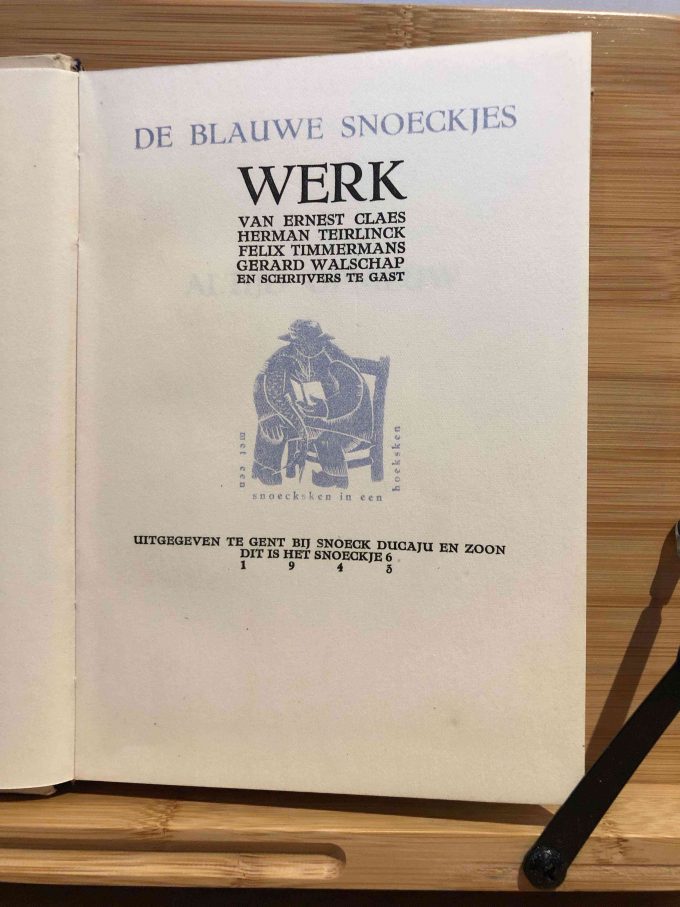 DE BLAUWE SNOECKJES
WERK
VAN ERNEST CLAES
HERMAN TEIRLINCK
FELIX TIMMERMANS
GERARD WALSCHAP
EN SCHRIJVERS TE GAST
met een
snoecksken in een
hoeksken
UITGEGEVEN TE GENT BIJ SNOECK DUCAJU EN ZOON
DIT IS HET SNOECKJE 6
1 9 4 3